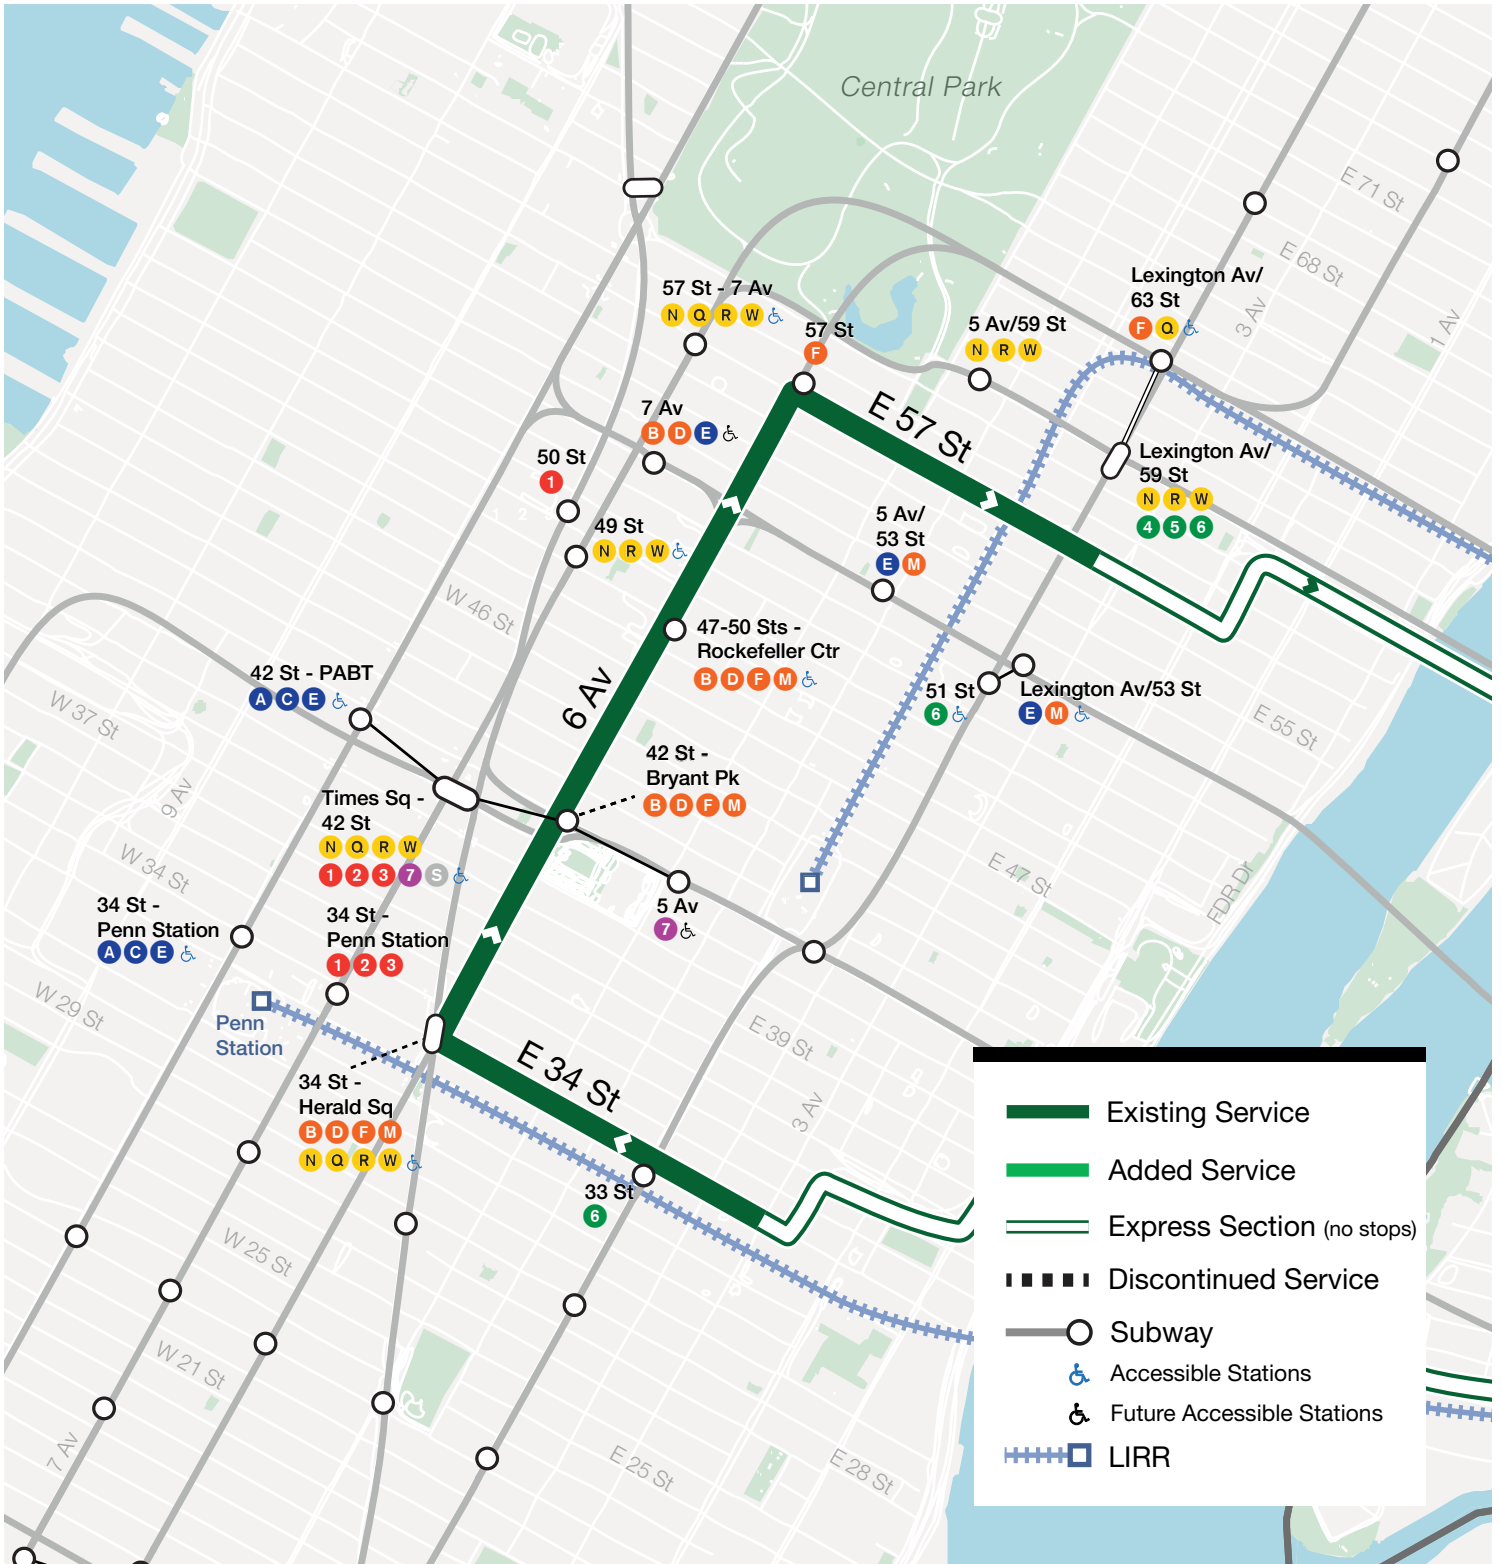 Central Park
E 71 St
E 68 St
Lexington Av/
63 St
F Q
3 Av
1 Av
57 St - 7 Av
N Q R W
57 St
F
5 Av/59 St
N R W
E 57 St
7 Av
B D E
50 St
1
2
49 St
N R W
Lexington Av/
59 St
N R W
4 5 6
5 Av/
53 St
E M
W 46 St
47-50 Sts -
Rockefeller Ctr
B D F M
6 Av
42 St - PABT
A C E
51 St
6
Lexington Av/53 St
E M
E 55 St
W 37 St
9 Av
42 St -
Bryant Pk
B D F M
Times Sq -
42 St
N Q R W
1 2 3 7 S
W 34 St
E 47 St
FDR Dr
5 Av
7
34 St -
Penn Station
A C E
34 St -
Penn Station
1 2 3
W 29 St
Penn
Station
E 39 St
E 34 St
3 Av
34 St -
Herald Sq
B D F M
N Q R W
33 St
6
W 25 St
W 21 St
7 Av
E 25 St
E 28 St
Existing Service
Added Service
Express Section (no stops)
Discontinued Service
Subway
Accessible Stations
Future Accessible Stations
LIRR